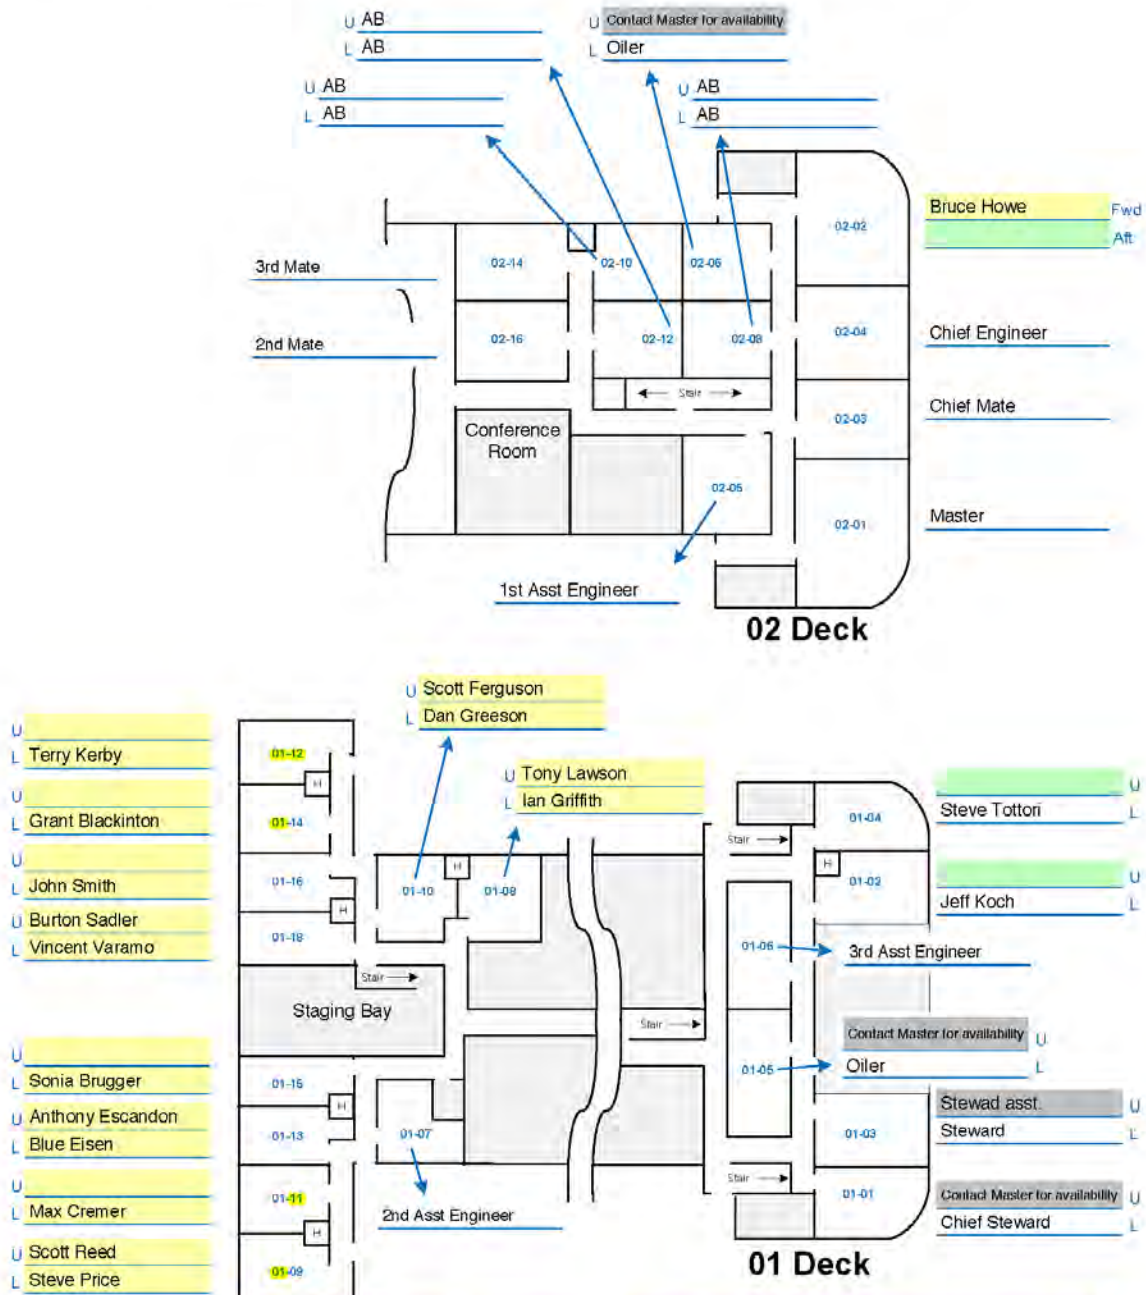 U AB
L AB
U Contact Master for availability
L Oiler
U AB
L AB
U AB
L AB
Bruce Howe Fwd
Aft
02-02
02-14
02-10
02-06
3rd Mate
2nd Mate
02-16
02-12
02-08
02-04
Chief Engineer
Stair
Chief Mate
02-03
Conference
Room
02-05
02-01
Master
1st Asst Engineer
02 Deck
U Scott Ferguson
L Dan Greeson
U
L Terry Kerby
01-12
H
U Tony Lawson
L Ian Griffith
U
L Grant Blackinton
01-14
U
Steve Tottori L
01-04
Stair
U
L John Smith
01-16
H
01-10
01-08
H
01-02
U
Jeff Koch L
U Burton Sadler
L Vincent Varamo
H
01-18
01-06
3rd Asst Engineer
Stair
Staging Bay
Stair
Contact Master for availability U
Oiler L
01-05
U
L Sonia Brugger
01-15
H
U Anthony Escandon
L Blue Eisen
01-13
01-07
Stewad asst.
Steward L
01-03
U
L Max Cremer
01-11
H
2nd Asst Engineer
Stair
01-01
Contact Master for availability U
Chief Steward L
U Scott Reed
L Steve Price
01-09
01 Deck